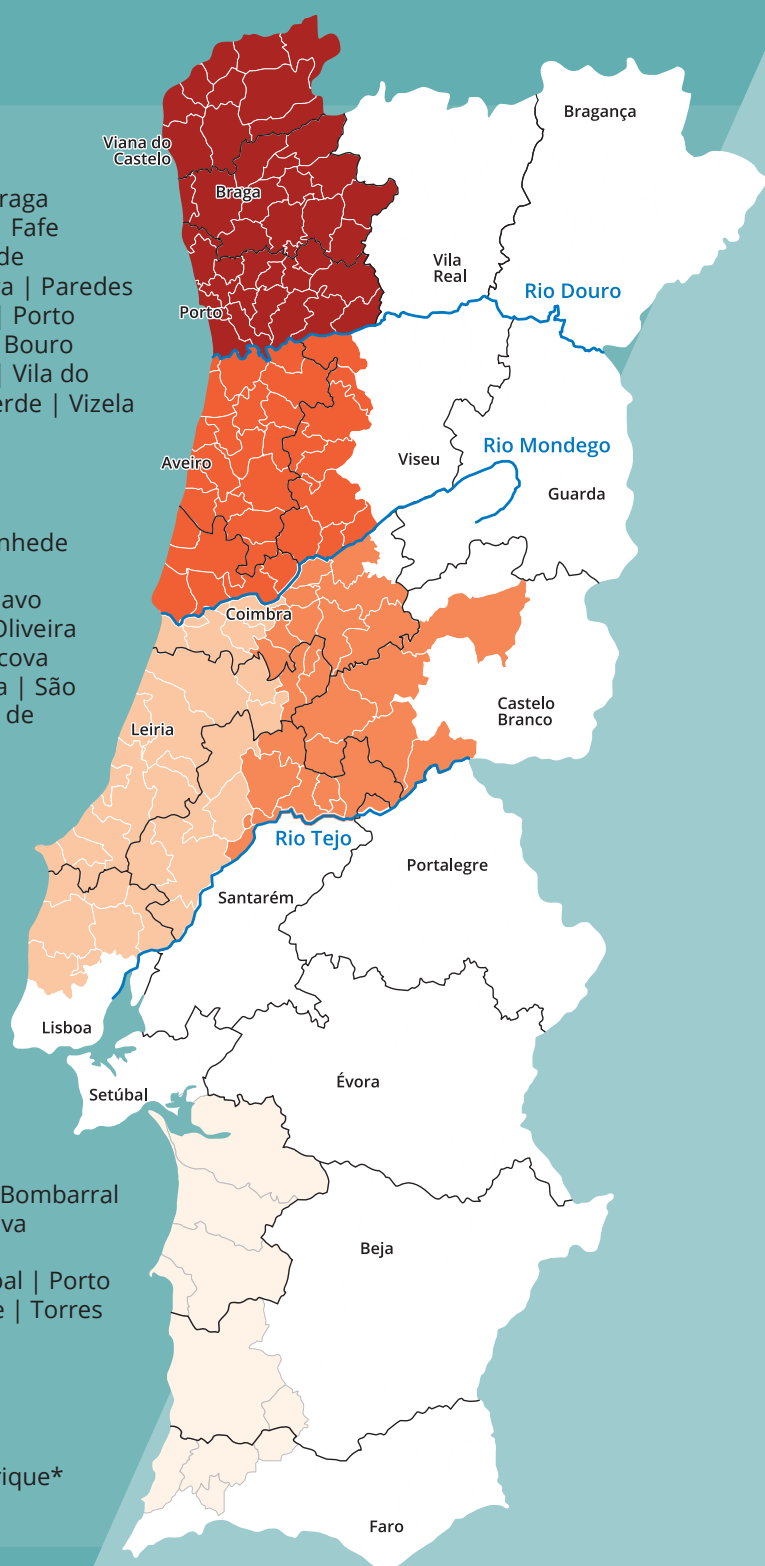 Bragança
Viana do
Castelo
Braga
raga
Fafe
de
Vila
Real
a | Paredes
Rio Douro
| Porto
Porto
Bouro
| Vila do
erde | Vizela
Rio Mondego
Aveiro
Viseu
Guarda
nhede
avo
Coimbra
Oliveira
cova
a | São
de
Castelo
Branco
Leiria
Rio Tejo
Portalegre
Santarém
Lisboa
Setúbal
Évora
Bombarral
va
Beja
bal | Porto
e | Torres
rique*
Faro